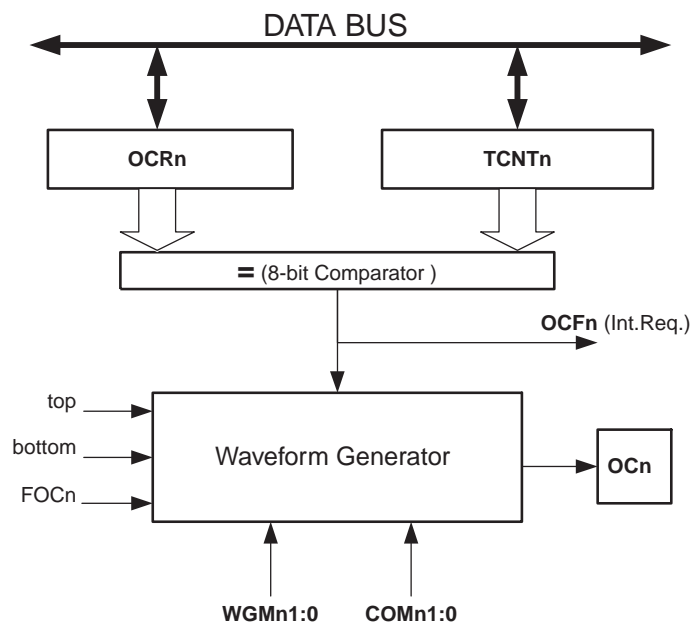 DATA BUS
OCRn
TCNTn
= (8-bit Comparator )
OCFn (Int.Req.)
top
bottom
FOCn
Waveform Generator
OCn
WGMn1:0
COMn1:0